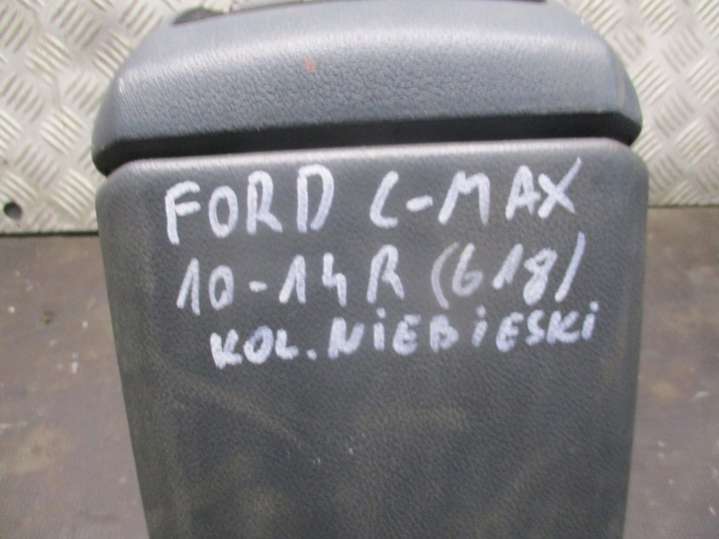 FORD C-MAX
10-14R (618)
KOL. NIEBIESKI